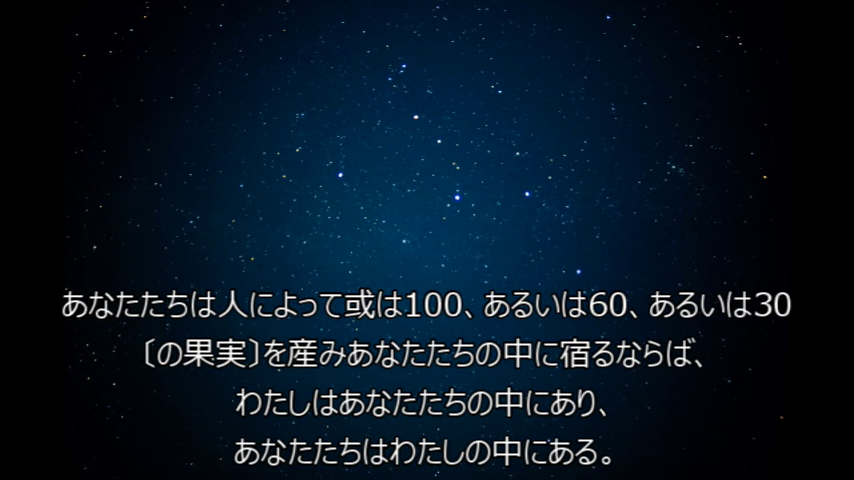 あなたたちは人によって或は100、あるいは60、あるいは30
〔の果実〕を産みあなたたちの中に宿るならば、
わたしはあなたたちの中にあり、
あなたたちはわたしの中にある。